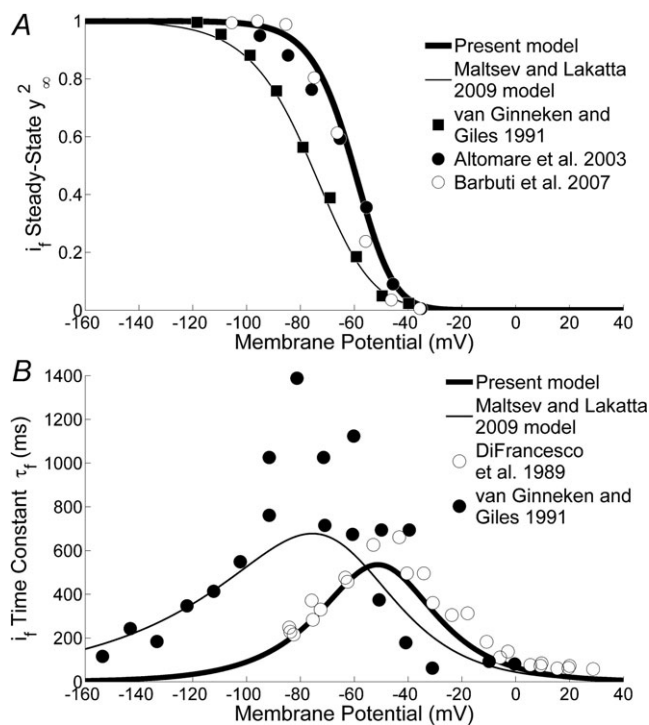 A
i_f Steady-State y²∞
1
0.8
0.6
0.4
0.2
0
-160 -140 -120 -100 -80 -60 -40 -20 0 20 40
Membrane Potential (mV)
Present model
Maltsev and Lakatta
2009 model
van Ginneken and
Giles 1991
Altomare et al. 2003
Barbuti et al. 2007
B
i_f Time Constant τ_f (ms)
1400
1200
1000
800
600
400
200
0
-160 -140 -120 -100 -80 -60 -40 -20 0 20 40
Membrane Potential (mV)
Present model
Maltsev and Lakatta
2009 model
DiFrancesco
et al. 1989
van Ginneken and
Giles 1991